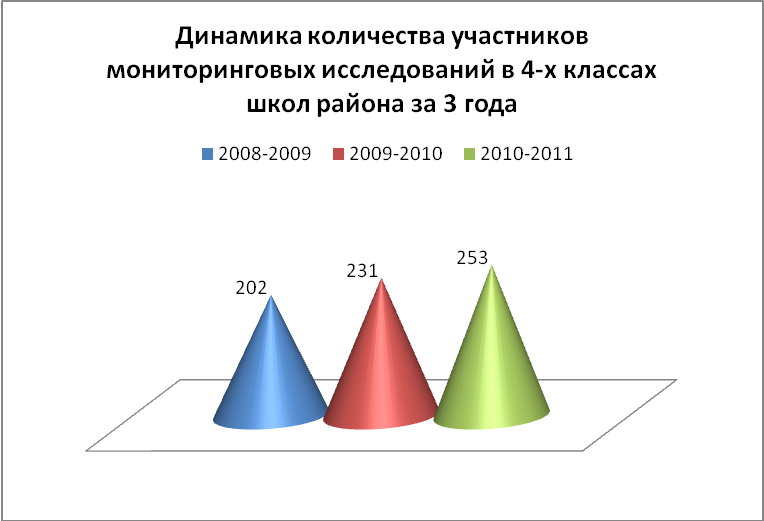 Динамика количества участников
мониторинговых исследований в 4-х классах
школ района за 3 года
2008-2009 2009-2010 2010-2011
202 231 253